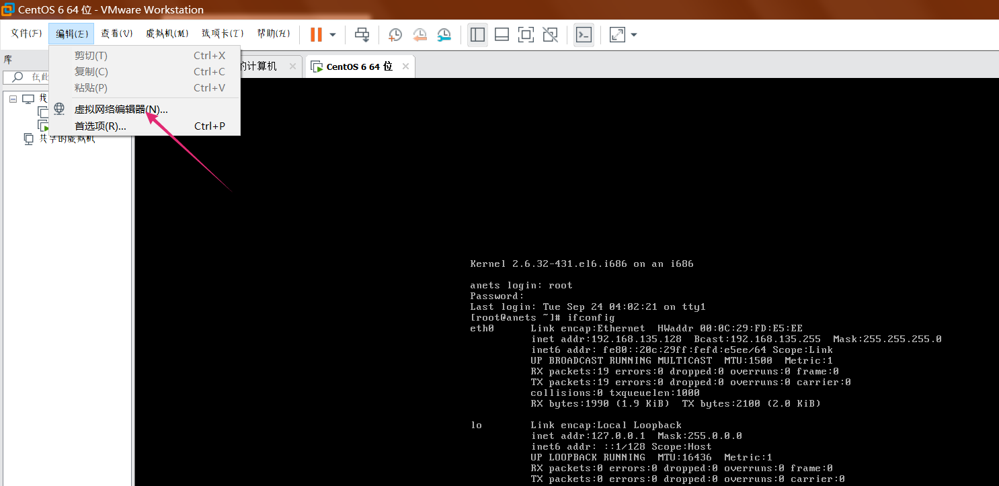 CentOS 6 64 位 - VMware Workstation
文件(F) 编辑(E) 查看(V) 虚拟机(M) 选项卡(T) 帮助(H)
剪切(T) Ctrl+X
复制(C) Ctrl+C
粘贴(P) Ctrl+V
虚拟网络编辑器(N)...
首选项(R)... Ctrl+P
库
在此
我
共享的虚拟机
的计算机
CentOS 6 64 位
Kernel 2.6.32-431.el6.i686 on an i686
anets login: root
Password:
Last login: Tue Sep 24 04:02:21 on tty1
[root@anets ~]# ifconfig
eth0 Link encap:Ethernet HWaddr 00:0C:29:FD:E5:EE
inet addr:192.168.135.128 Bcast:192.168.135.255 Mask:255.255.255.0
inet6 addr: fe80::20c:29ff:fefd:e5ee/64 Scope:Link
UP BROADCAST RUNNING MULTICAST MTU:1500 Metric:1
RX packets:19 errors:0 dropped:0 overruns:0 frame:0
TX packets:19 errors:0 dropped:0 overruns:0 carrier:0
collisions:0 txqueuelen:1000
RX bytes:1990 (1.9 KiB) TX bytes:2100 (2.0 KiB)
lo Link encap:Local Loopback
inet addr:127.0.0.1 Mask:255.0.0.0
inet6 addr: ::1/128 Scope:Host
UP LOOPBACK RUNNING MTU:16436 Metric:1
RX packets:0 errors:0 dropped:0 overruns:0 frame:0
TX packets:0 errors:0 dropped:0 overruns:0 carrier:0